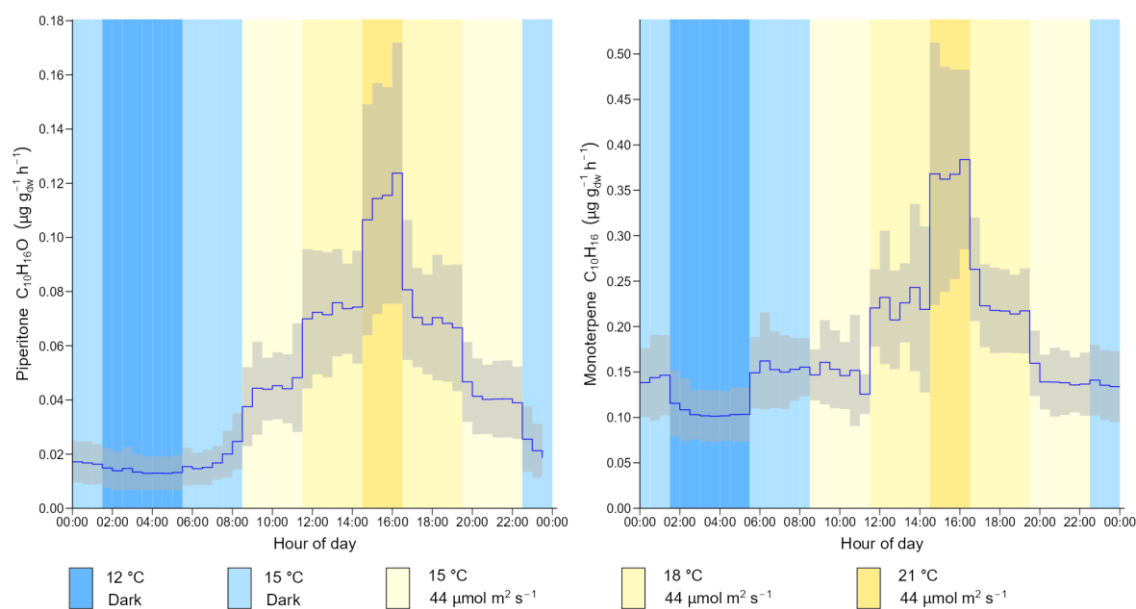 0.18
0.16
0.14
0.12
0.10
0.08
0.06
0.04
0.02
0.00
Piperitone C₁₀H₁₆O (µg g_dw⁻¹ h⁻¹)
00:00 02:00 04:00 06:00 08:00 10:00 12:00 14:00 16:00 18:00 20:00 22:00 00:00
Hour of day
0.50
0.45
0.40
0.35
0.30
0.25
0.20
0.15
0.10
0.05
0.00
Monoterpene C₁₀H₁₆ (µg g_dw⁻¹ h⁻¹)
00:00 02:00 04:00 06:00 08:00 10:00 12:00 14:00 16:00 18:00 20:00 22:00 00:00
Hour of day
12 °C
Dark
15 °C
Dark
15 °C
44 µmol m² s⁻¹
18 °C
44 µmol m² s⁻¹
21 °C
44 µmol m² s⁻¹